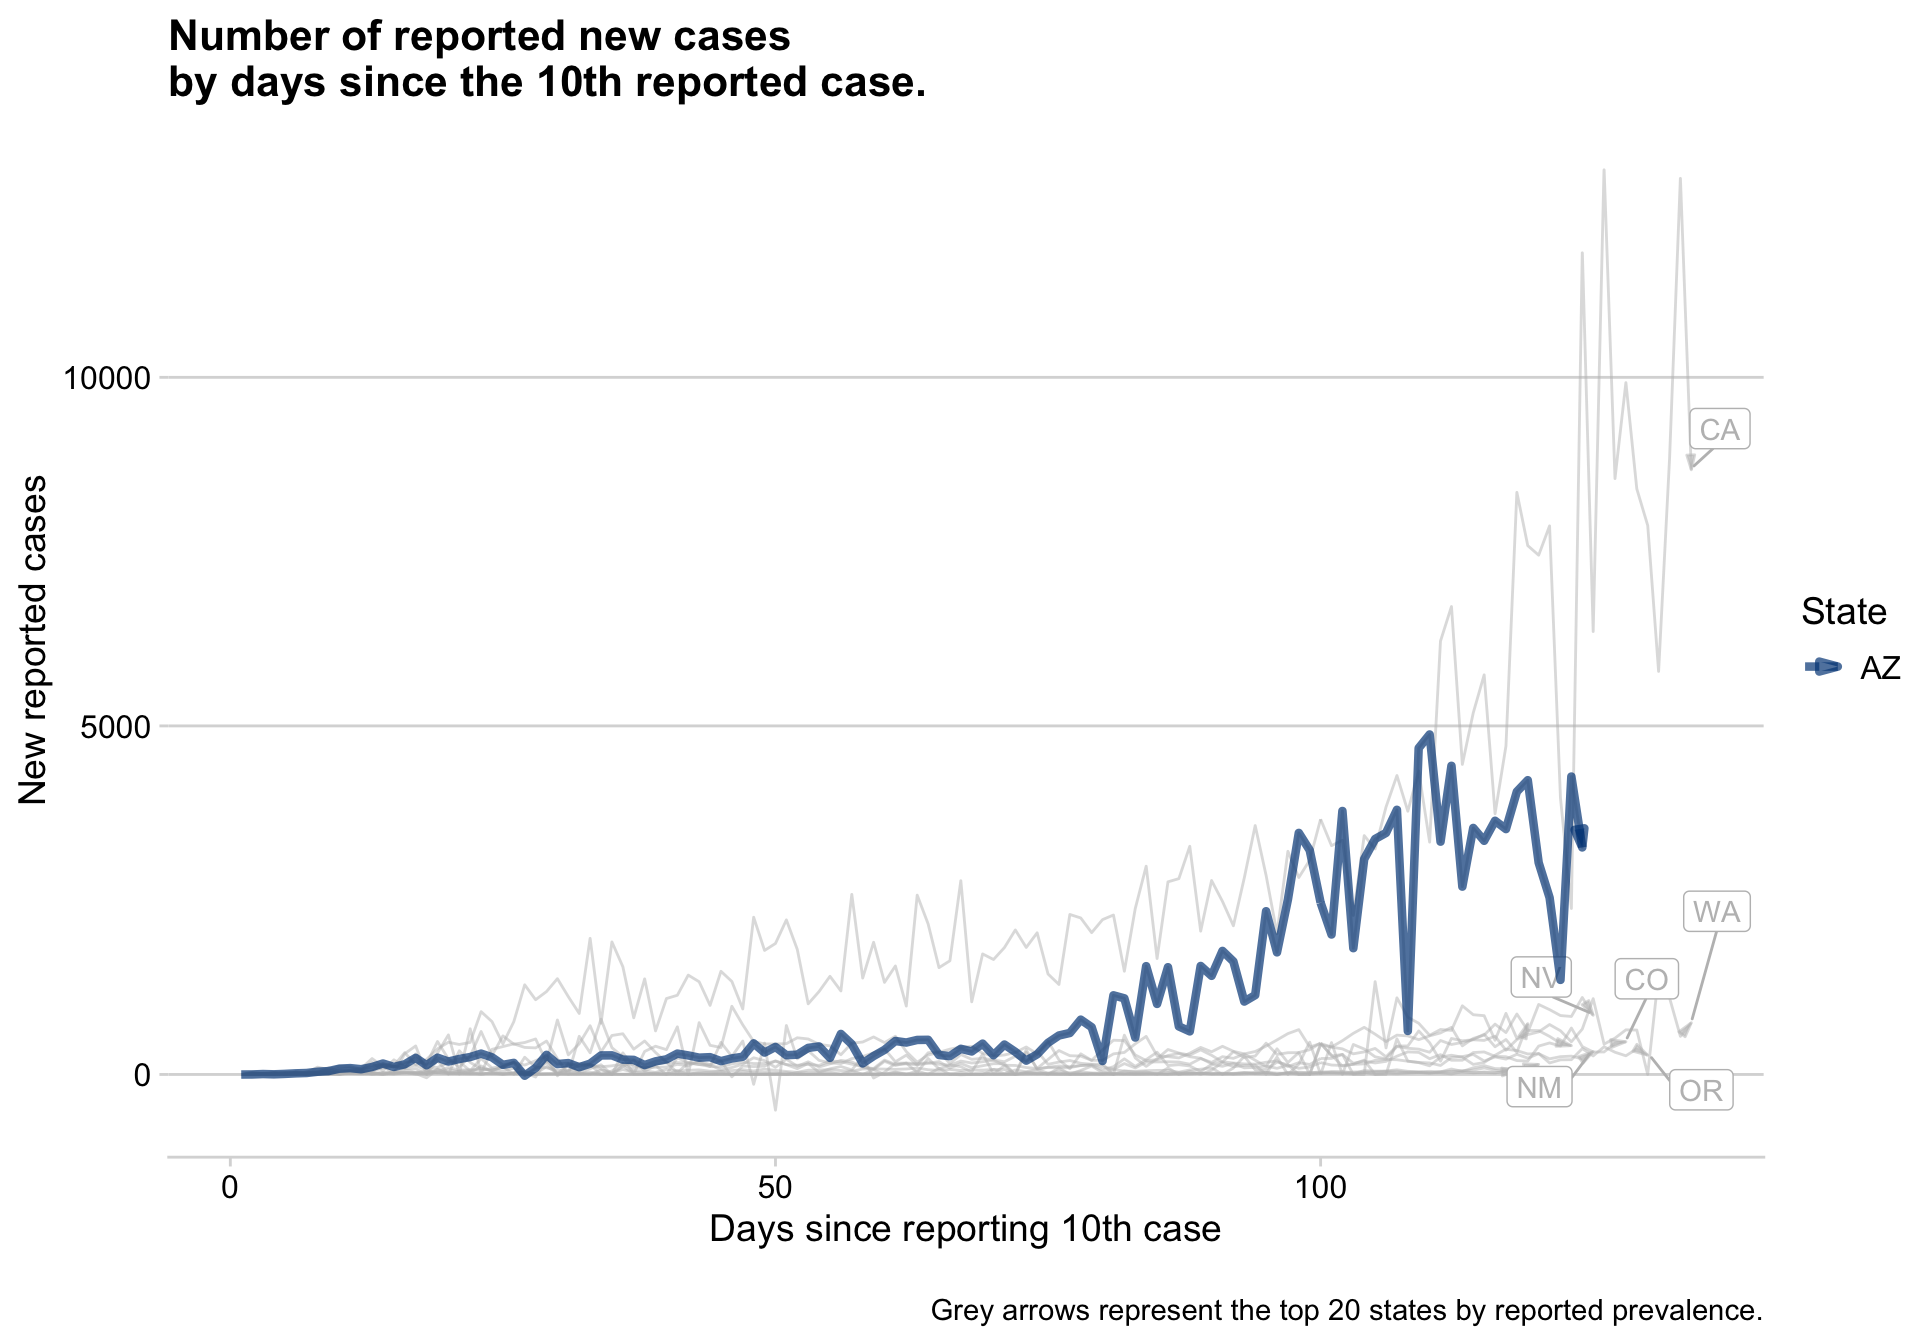 Number of reported new cases
by days since the 10th reported case.
10000
5000
0
New reported cases
CA
WA
NV
CO
NM
OR
State
AZ
0
50
100
Days since reporting 10th case
Grey arrows represent the top 20 states by reported prevalence.